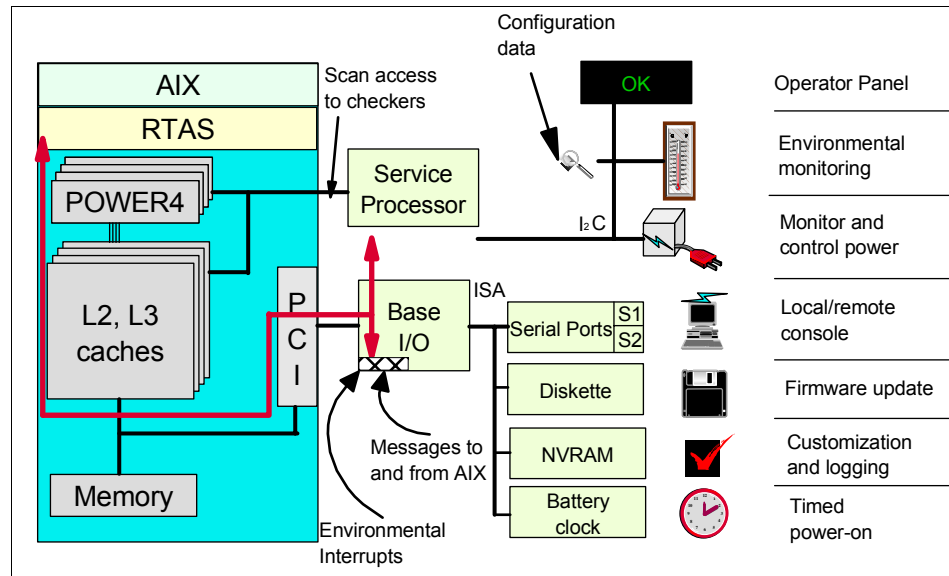 Configuration
data
AIX
Scan access
to checkers
OK
Operator Panel
RTAS
Environmental
monitoring
POWER4
Service
Processor
I2C
Monitor and
control power
L2, L3
caches
P
C
I
Base
I/O
ISA
Serial Ports
S1
S2
Local/remote
console
Diskette
Firmware update
Messages to
and from AIX
NVRAM
Customization
and logging
Memory
Environmental
Interrupts
Battery
clock
Timed
power-on